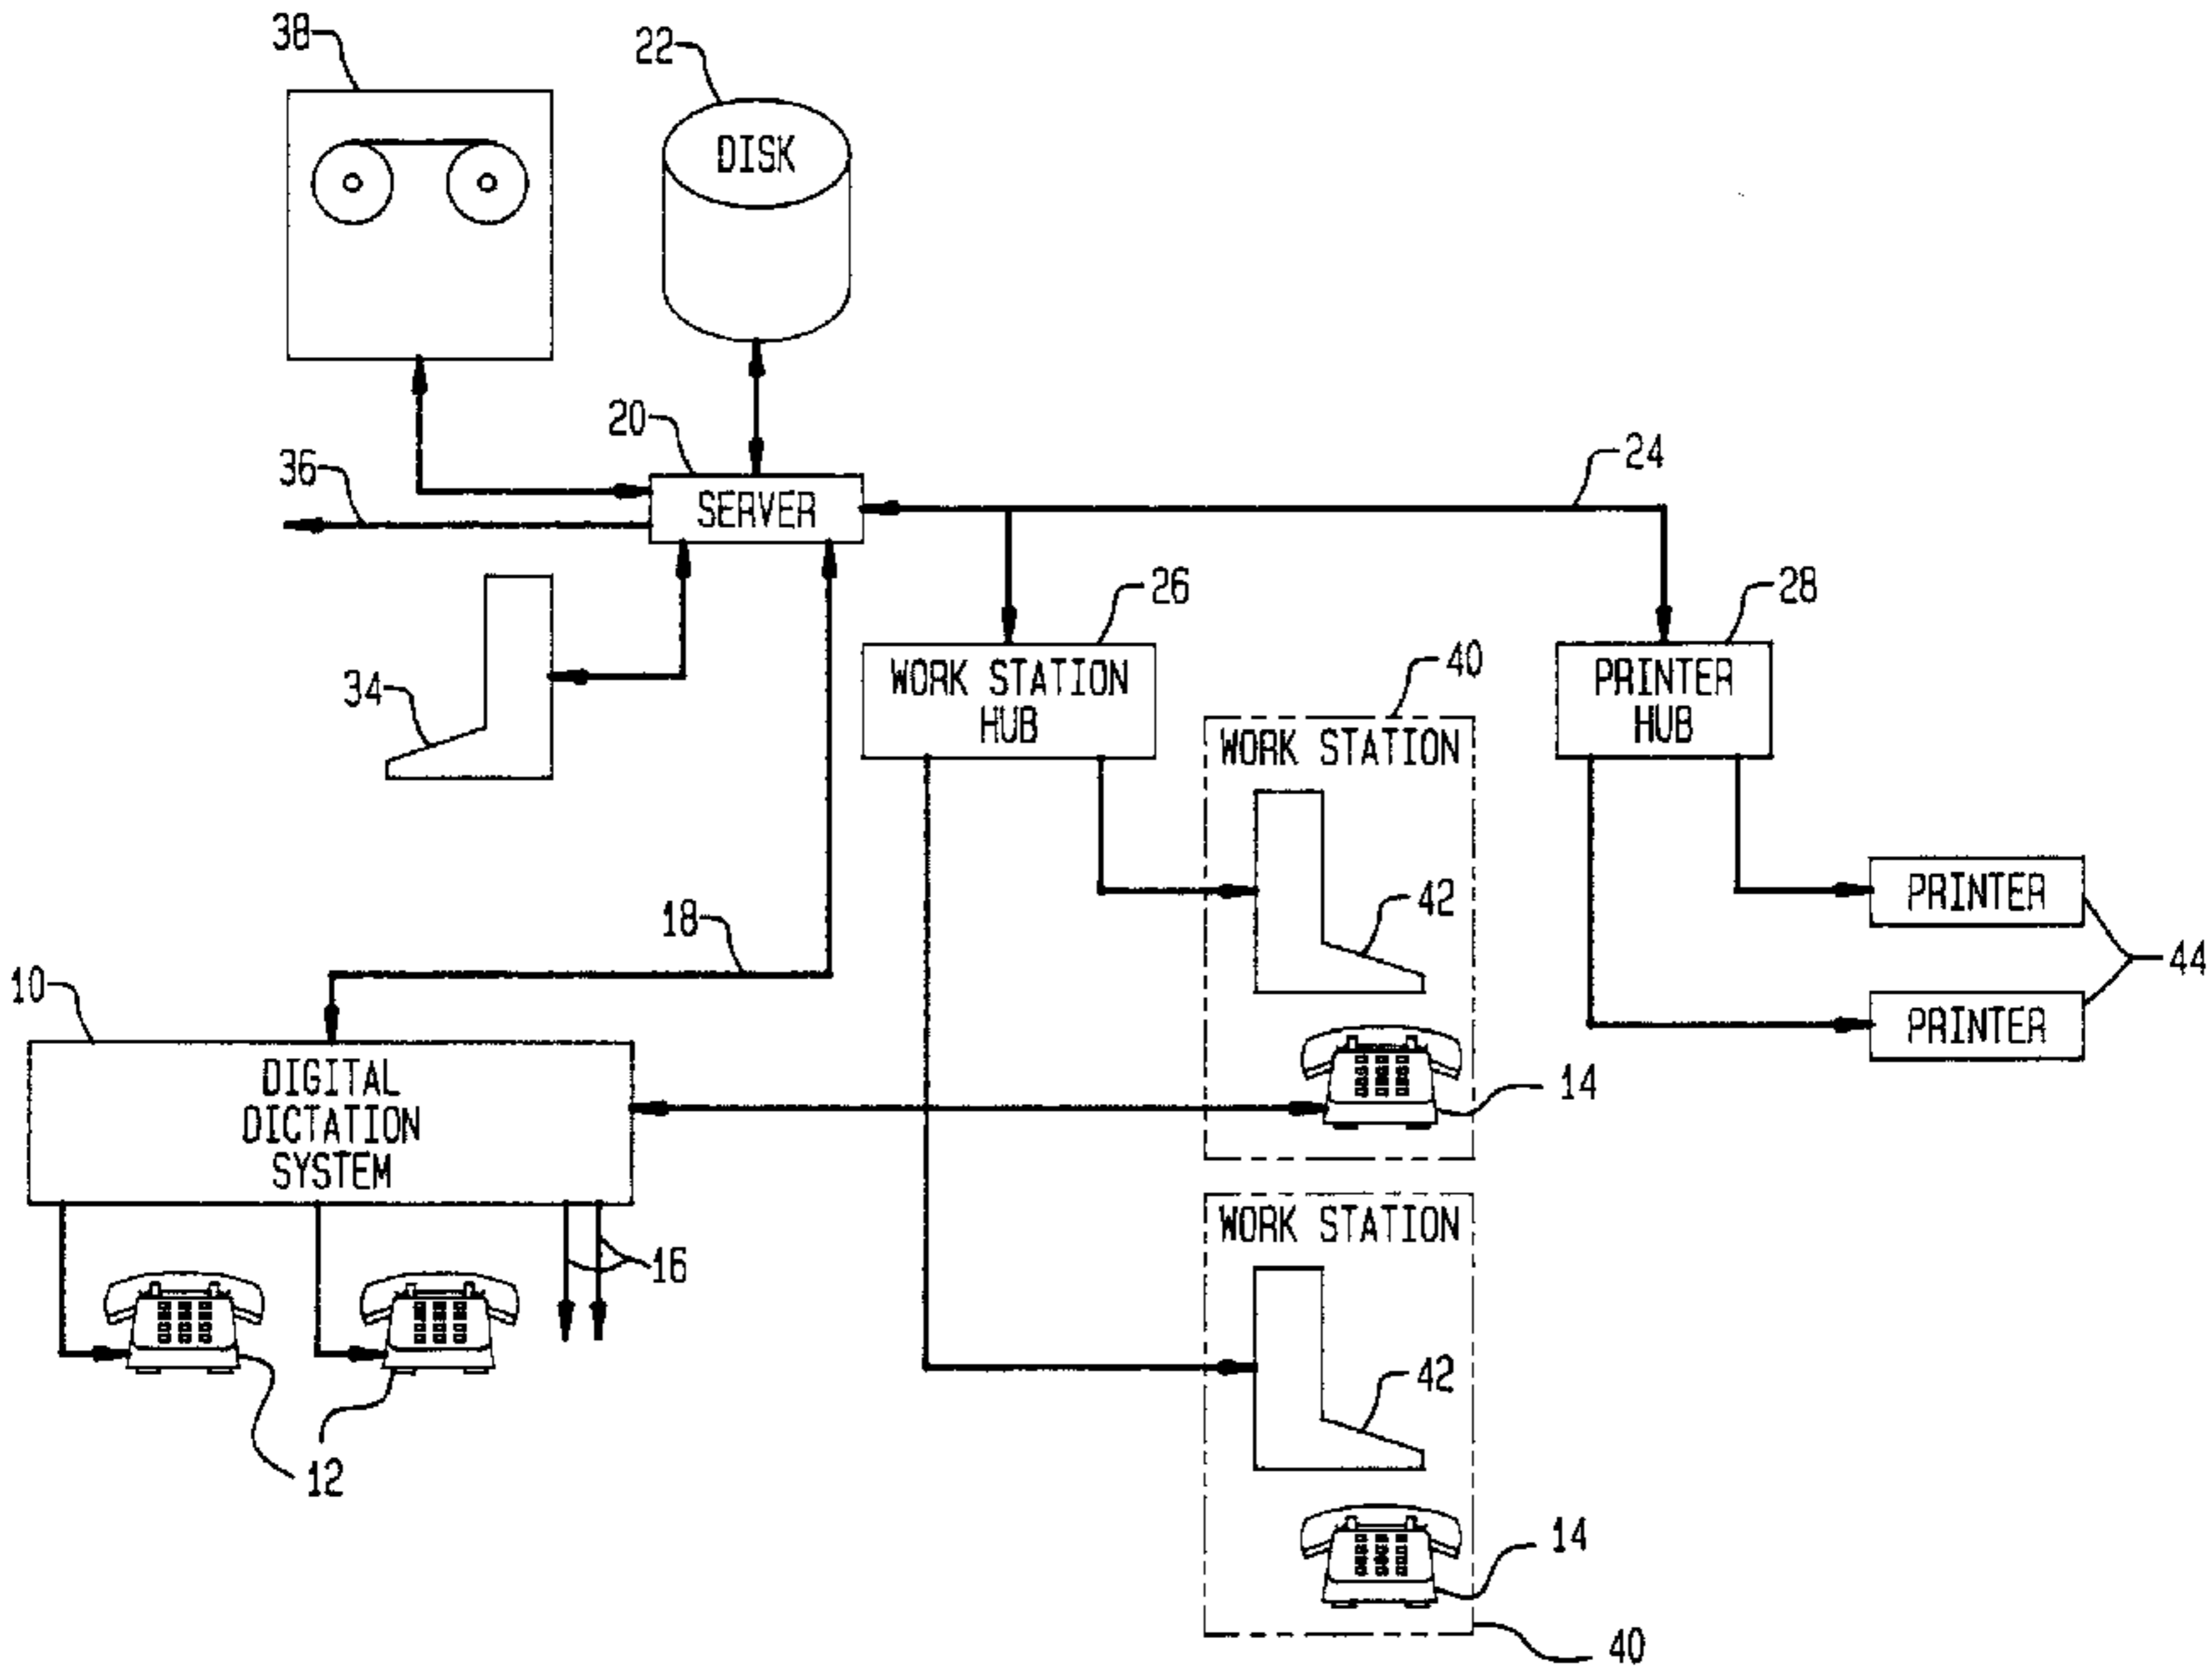 38
22
DISK
20
36
SERVER
24
26
28
34
WORK STATION
HUB
40
PRINTER
HUB
WORK STATION
42
18
PRINTER
44
10
PRINTER
DIGITAL
DICTATION
SYSTEM
14
WORK STATION
16
42
12
14
40